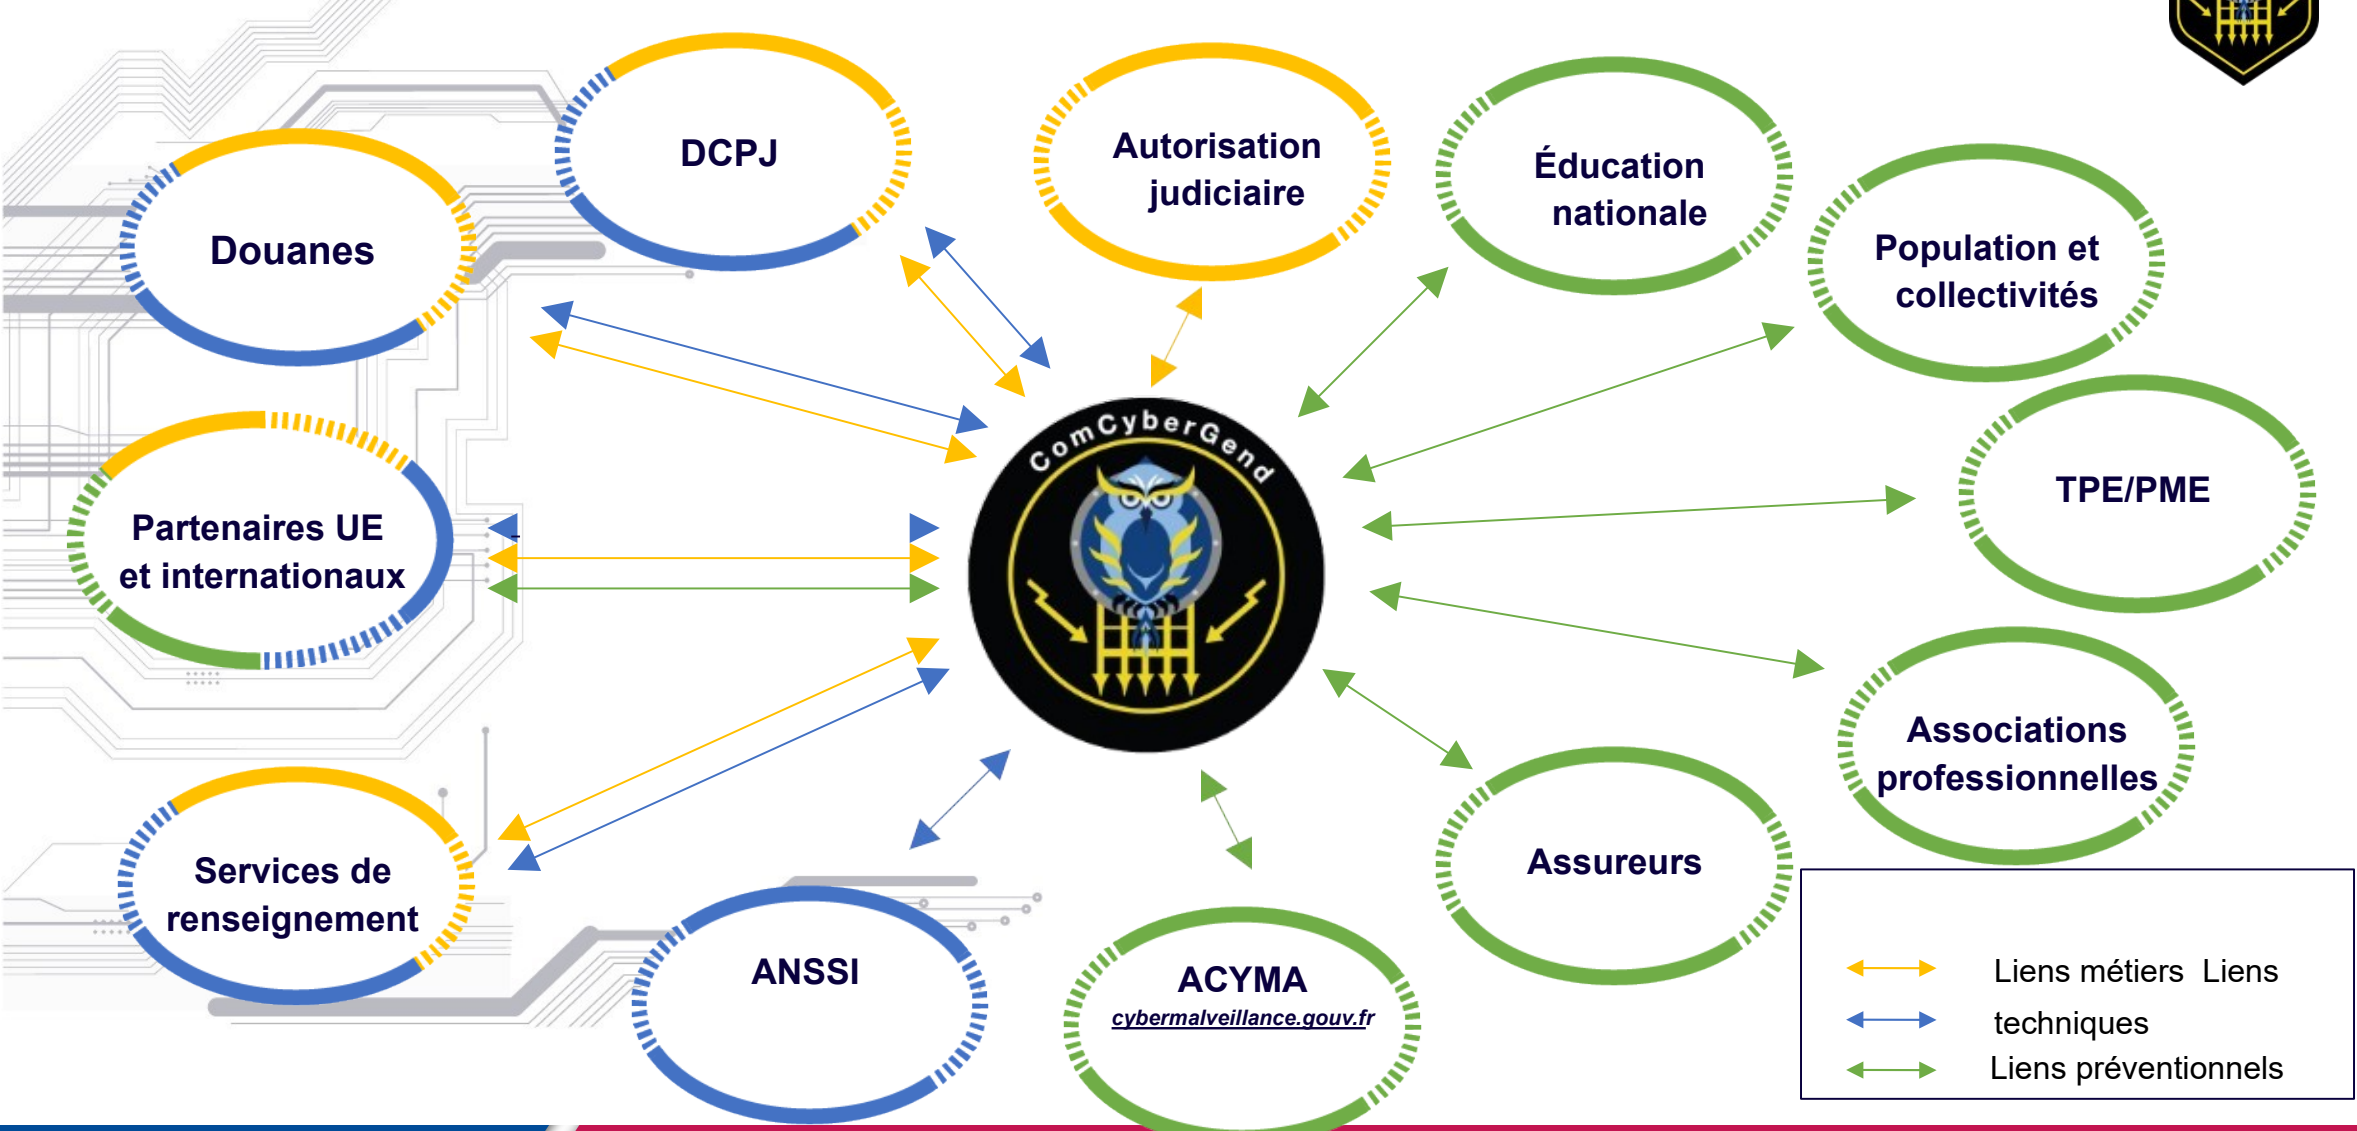 DCPJ
Autorisation
judiciaire
Éducation
nationale
Douanes
Population et
collectivités
ComCyberGend
TPE/PME
Partenaires UE
et internationaux
Associations
professionnelles
Services de
renseignement
Assureurs
ANSSI
ACYMA
cybermalveillance.gouv.fr
Liens métiers Liens
techniques
Liens préventionnels